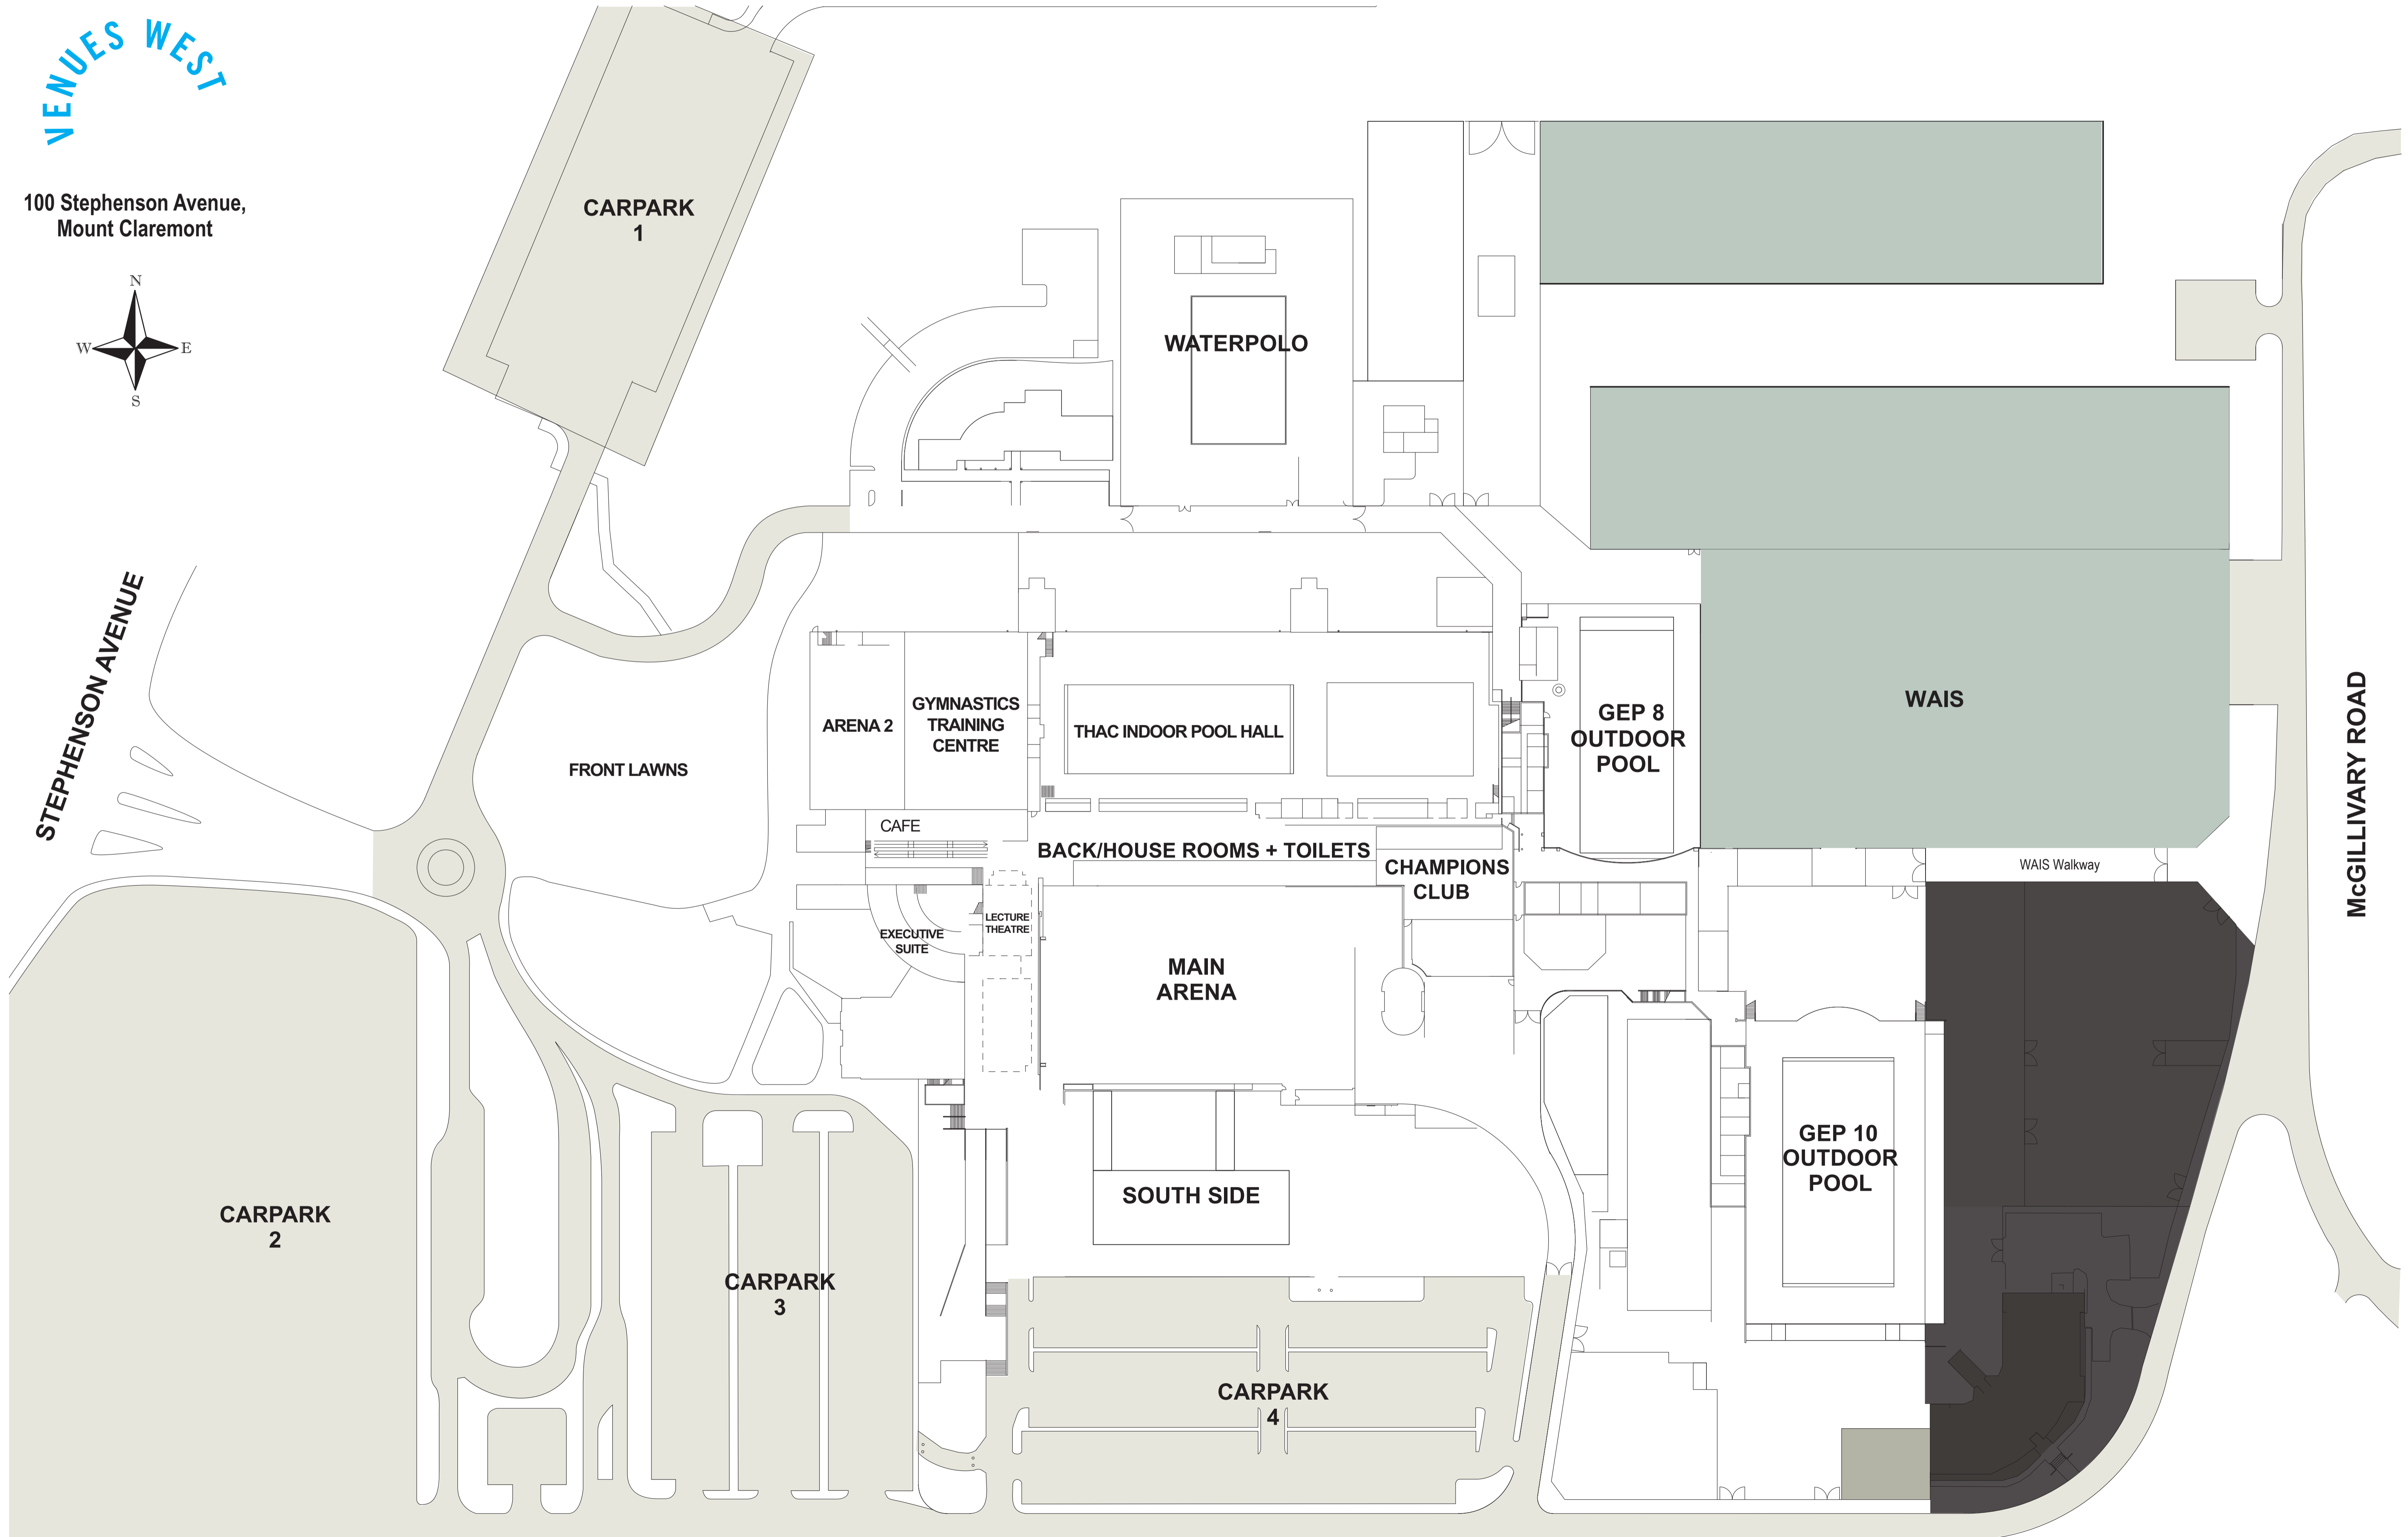 VENUES WEST
100 Stephenson Avenue,
Mount Claremont
N
W
E
S
CARPARK
1
WATERPOLO
STEPHENSON AVENUE
FRONT LAWNS
ARENA 2
GYMNASTICS
TRAINING
CENTRE
THAC INDOOR POOL HALL
GEP 8
OUTDOOR
POOL
WAIS
McGILLIVARY ROAD
CAFE
BACK/HOUSE ROOMS + TOILETS
CHAMPIONS
CLUB
WAIS Walkway
EXECUTIVE
SUITE
LECTURE
THEATRE
MAIN
ARENA
SOUTH SIDE
GEP 10
OUTDOOR
POOL
CARPARK
2
CARPARK
3
CARPARK
4